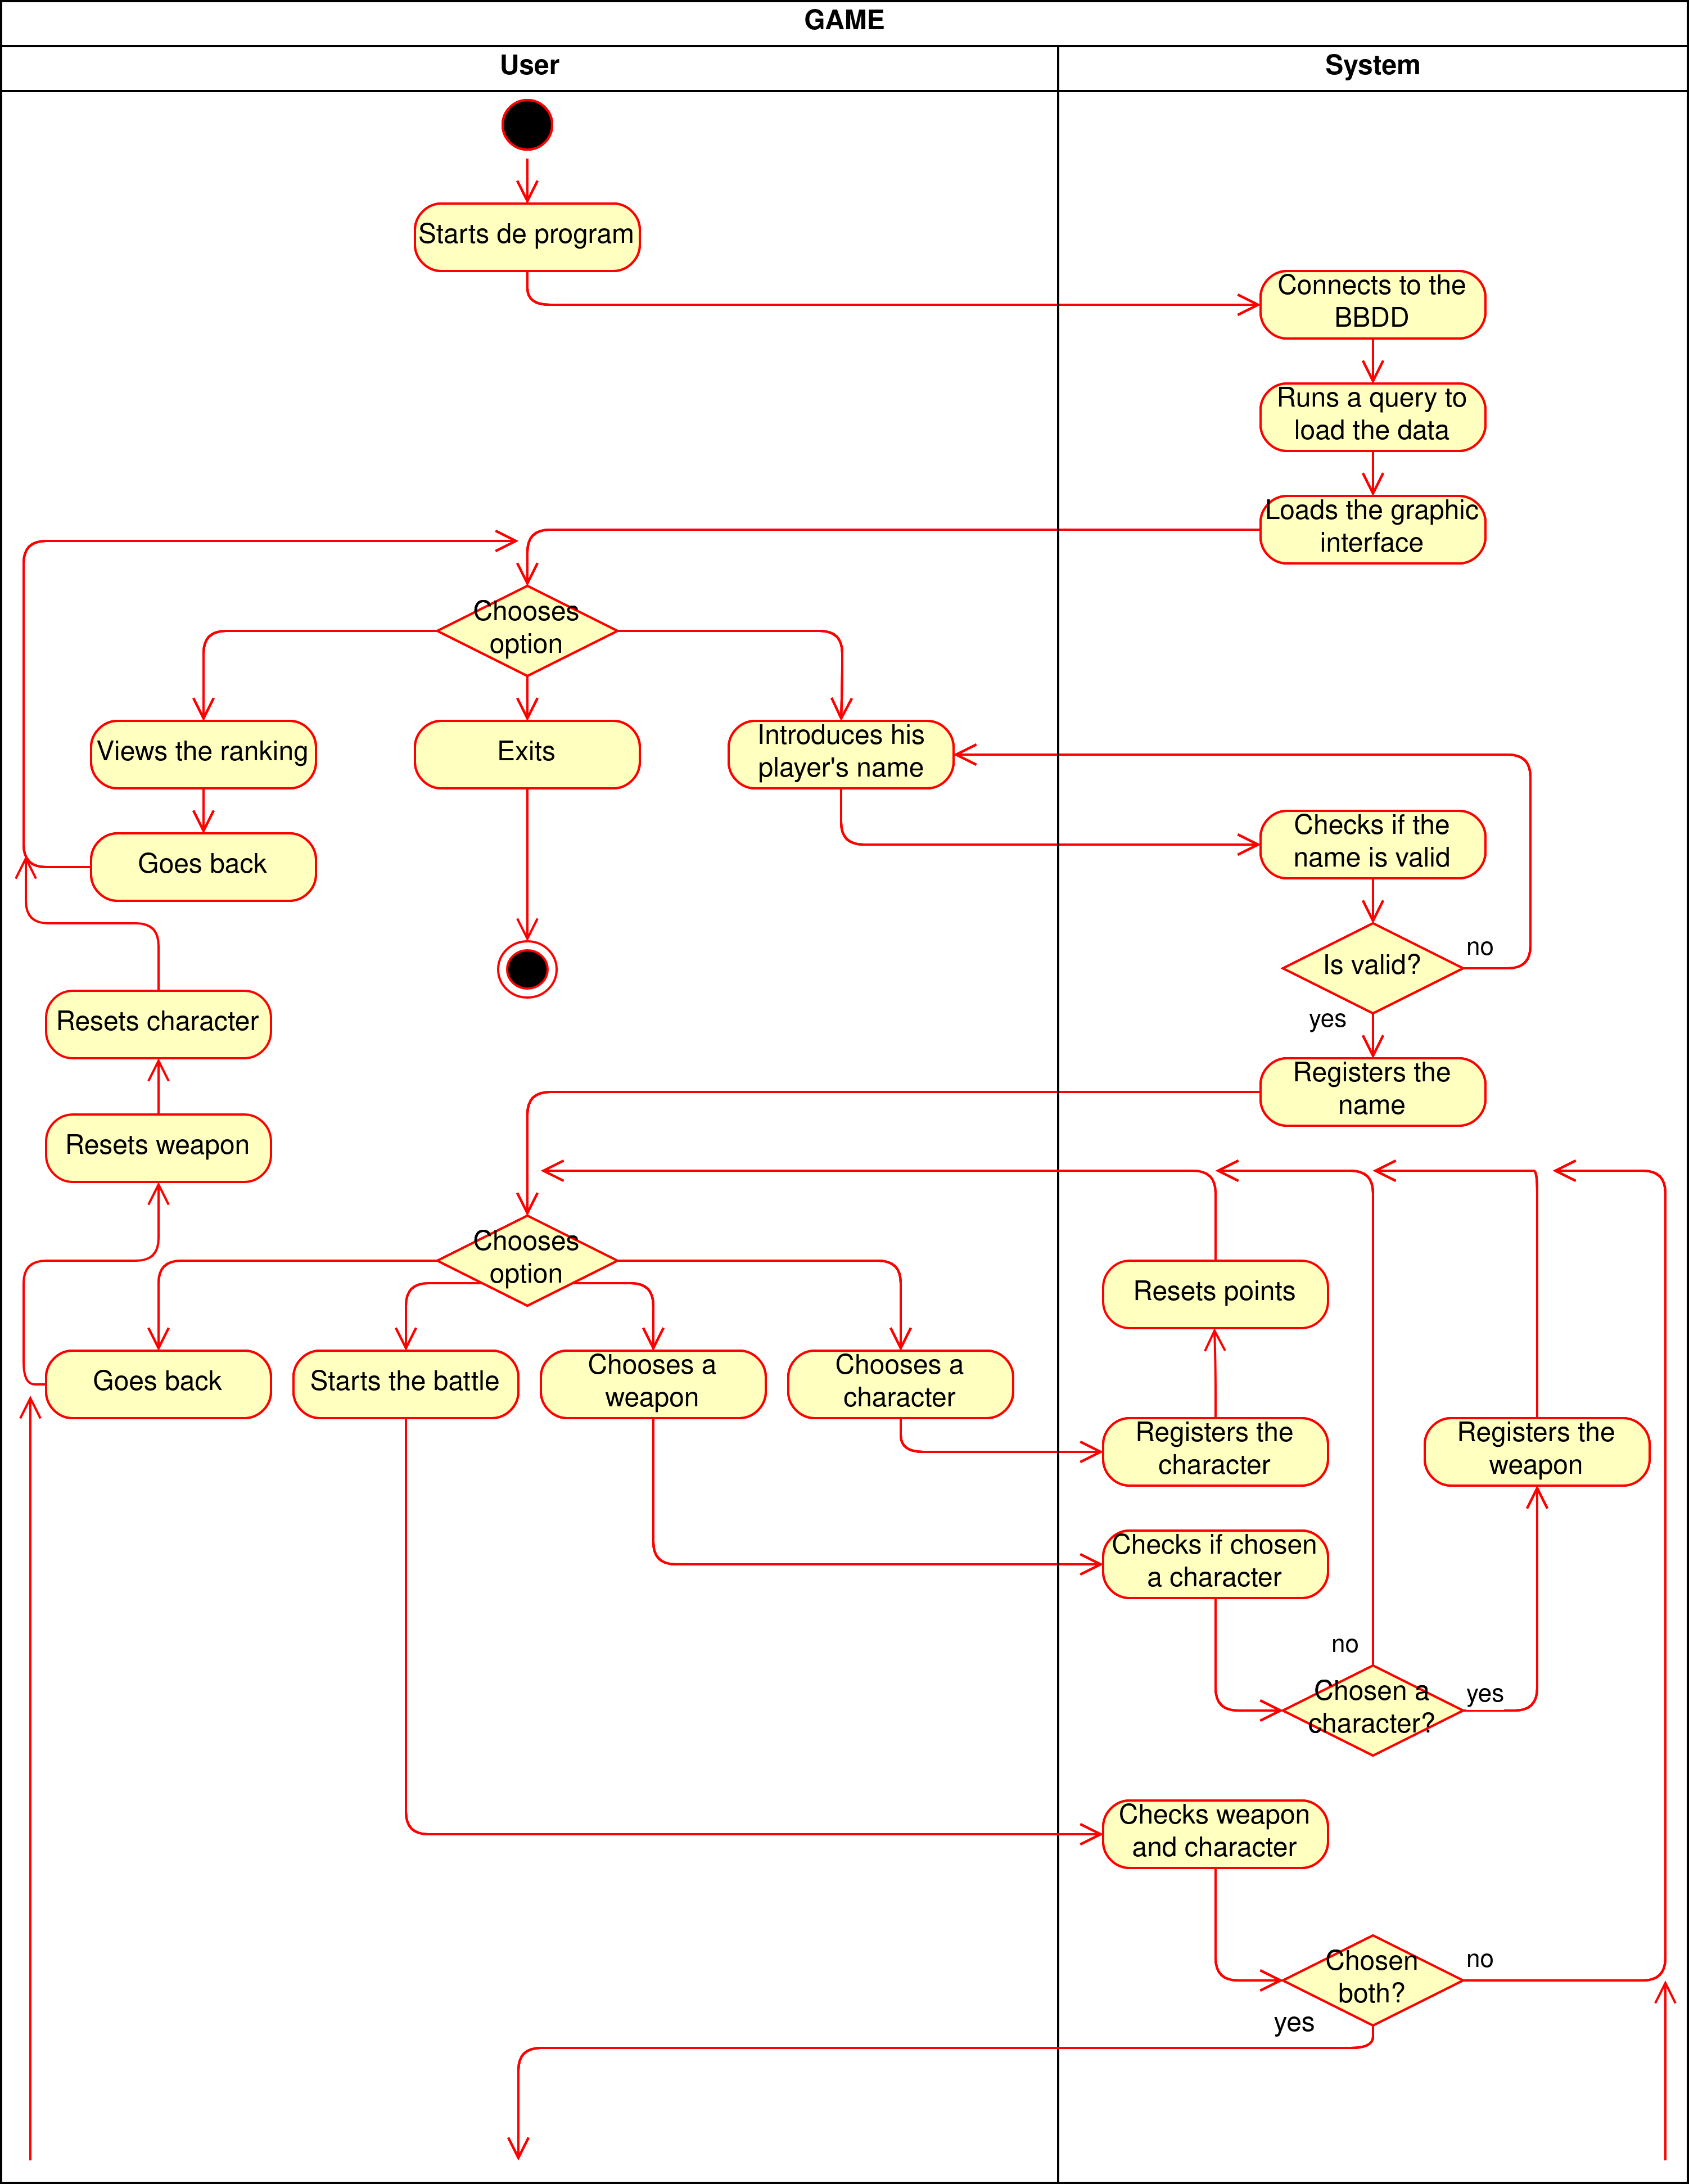 GAME
User
System
Starts de program
Connects to the
BBDD
Runs a query to
load the data
Loads the graphic
interface
Chooses
option
Views the ranking
Exits
Introduces his
player's name
Goes back
Checks if the
name is valid
Is valid?
no
yes
Resets character
Registers the
name
Resets weapon
Chooses
option
Resets points
Goes back
Starts the battle
Chooses a
weapon
Chooses a
character
Registers the
character
Registers the
weapon
Checks if chosen
a character
no
Chosen a
character?
yes
Checks weapon
and character
Chosen
both?
no
yes